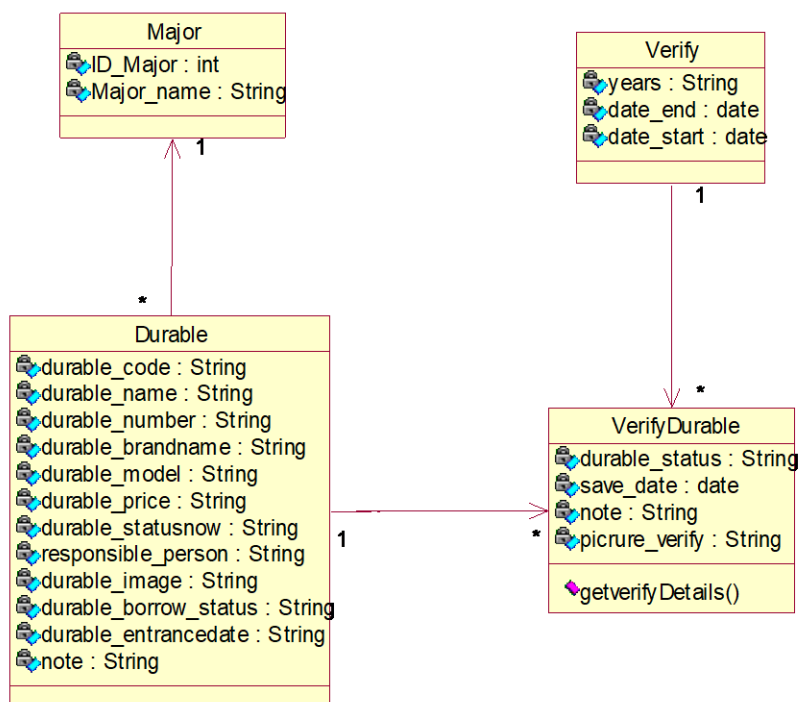 Major
ID_Major : int
Major_name : String
1
Verify
years : String
date_end : date
date_start : date
1
*
Durable
durable_code : String
durable_name : String
durable_number : String
durable_brandname : String
durable_model : String
durable_price : String
durable_statusnow : String
responsible_person : String
durable_image : String
durable_borrow_status : String
durable_entrancedate : String
note : String
1
*
*
VerifyDurable
durable_status : String
save_date : date
note : String
picrure_verify : String
getverifyDetails()